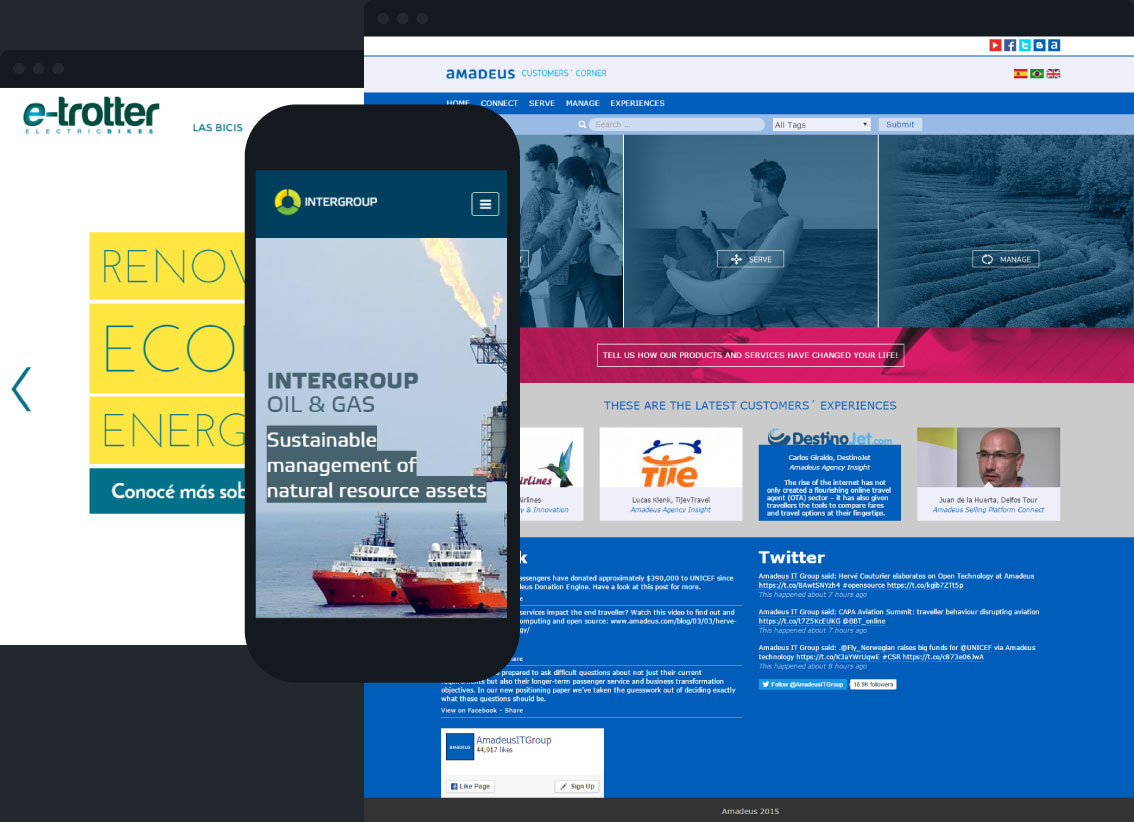 e-trotter
ELECTRICBIKES
LAS BICIS
RENOV
ECO
ENERG
Conocé más sob
INTERGROUP
INTERGROUP
OIL & GAS
Sustainable
management of
natural resource assets
amadeus CUSTOMERS´ CORNER
HOME CONNECT SERVE MANAGE EXPERIENCES
Search ...
All Tags
Submit
SERVE
MANAGE
TELL US HOW OUR PRODUCTS AND SERVICES HAVE CHANGED YOUR LIFE!
THESE ARE THE LATEST CUSTOMERS´ EXPERIENCES
irlines
Airlines
y & Innovation
Lucas Klenk, TijevTravel
Amadeus Agency Insight
DestinoJet.com
Carlos Giraldo, DestinoJet
Amadeus Agency Insight
The rise of the internet has not
only created a flourishing online travel
agent (OTA) sector – it has also given
travellers the tools to compare fares
and travel options at their fingertips.
Juan de la Huerta, Delfos Tour
Amadeus Selling Platform Connect
k
assengers have donated approximately $390,000 to UNICEF since
deus Donation Engine. Have a look at this post for more.
services impact the end traveller? Watch this video to find out and
omputing and open source: www.amadeus.com/blog/03/03/herve-
gy/
are
prepared to ask difficult questions about not just their current
requirements but also their longer-term passenger service and business transformation
objectives. In our new positioning paper we've taken the guesswork out of deciding exactly
what these questions should be.
View on Facebook - Share
AMADEUS
AmadeusITGroup
44,917 likes
Like Page
Sign Up
Twitter
Amadeus IT Group said: Hervé Couturier elaborates on Open Technology at Amadeus
https://t.co/8AwtSNYzh4 #opensource https://t.co/kgib7ZTt5p
This happened about 7 hours ago
Amadeus IT Group said: CAPA Aviation Summit: traveller behaviour disrupting aviation
https://t.co/t7Z5KcEUKG @BBT_online
This happened about 7 hours ago
Amadeus IT Group said: .@Fly_Norwegian raises big funds for @UNICEF via Amadeus
technology https://t.co/K3aYWrUqwE #CSR https://t.co/c873e06JwA
This happened about 8 hours ago
Follow @AmadeusITGroup
16.9K followers
Amadeus 2015